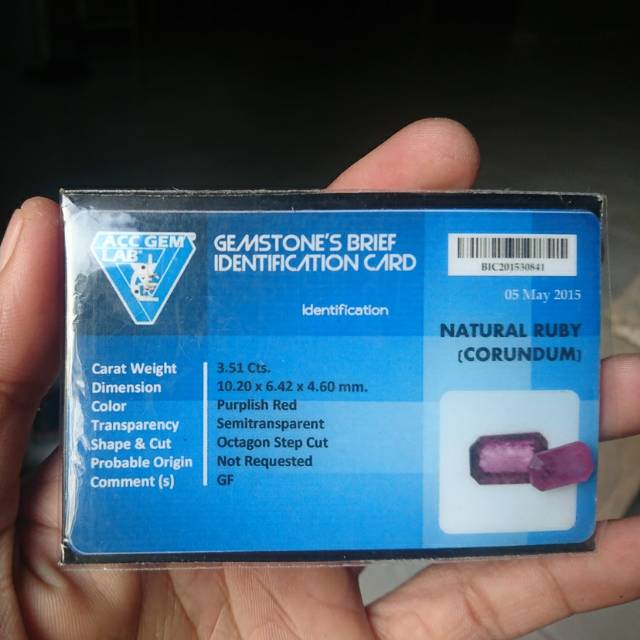 ACC GEM®
LAB
GEMSTONE'S BRIEF
IDENTIFICATION CARD
BIC201530841
05 May 2015
Identification
NATURAL RUBY
(CORUNDUM)
Carat Weight 3.51 Cts.
Dimension 10.20 x 6.42 x 4.60 mm.
Color Purplish Red
Transparency Semitransparent
Shape & Cut Octagon Step Cut
Probable Origin Not Requested
Comment (s) GF